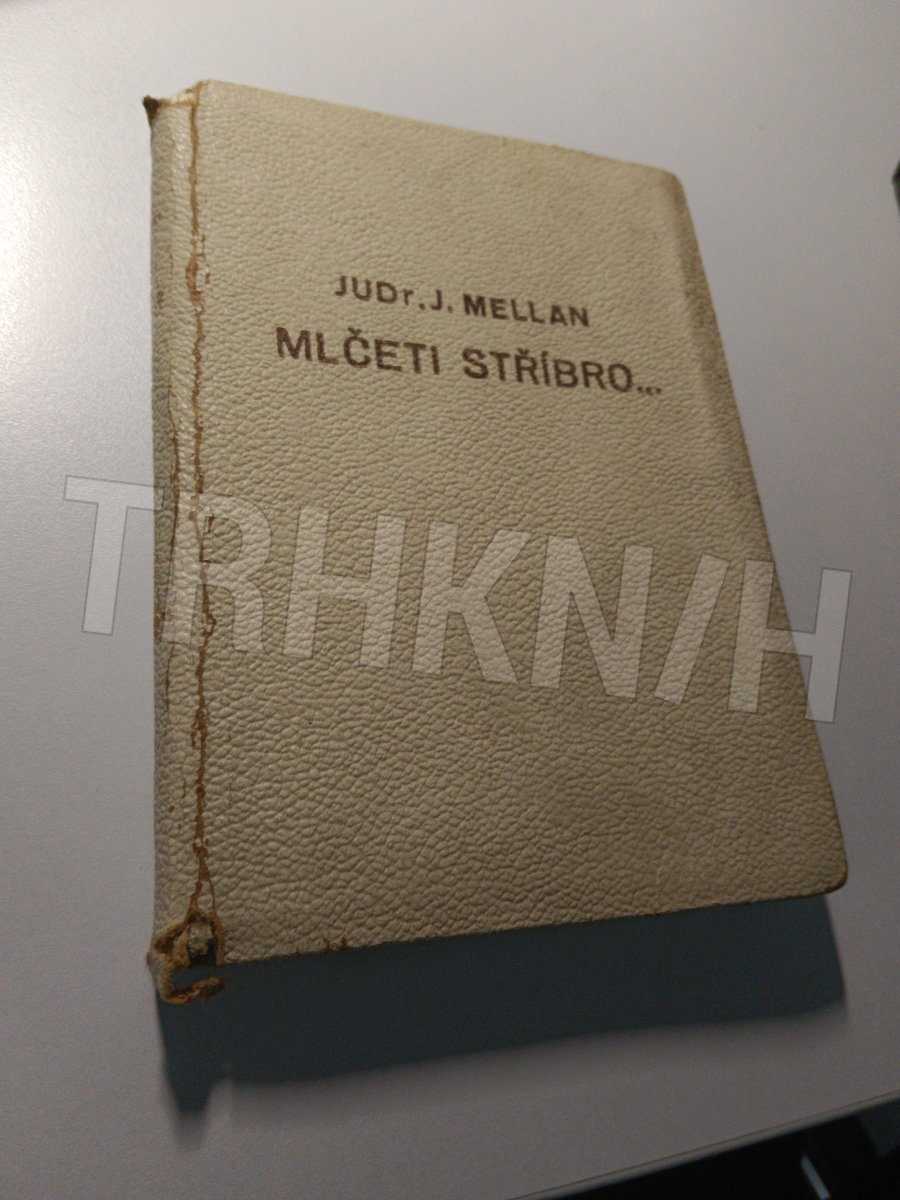 JUDr. J. MELLAN
MLČETI STŘÍBRO...
TRHKNIH